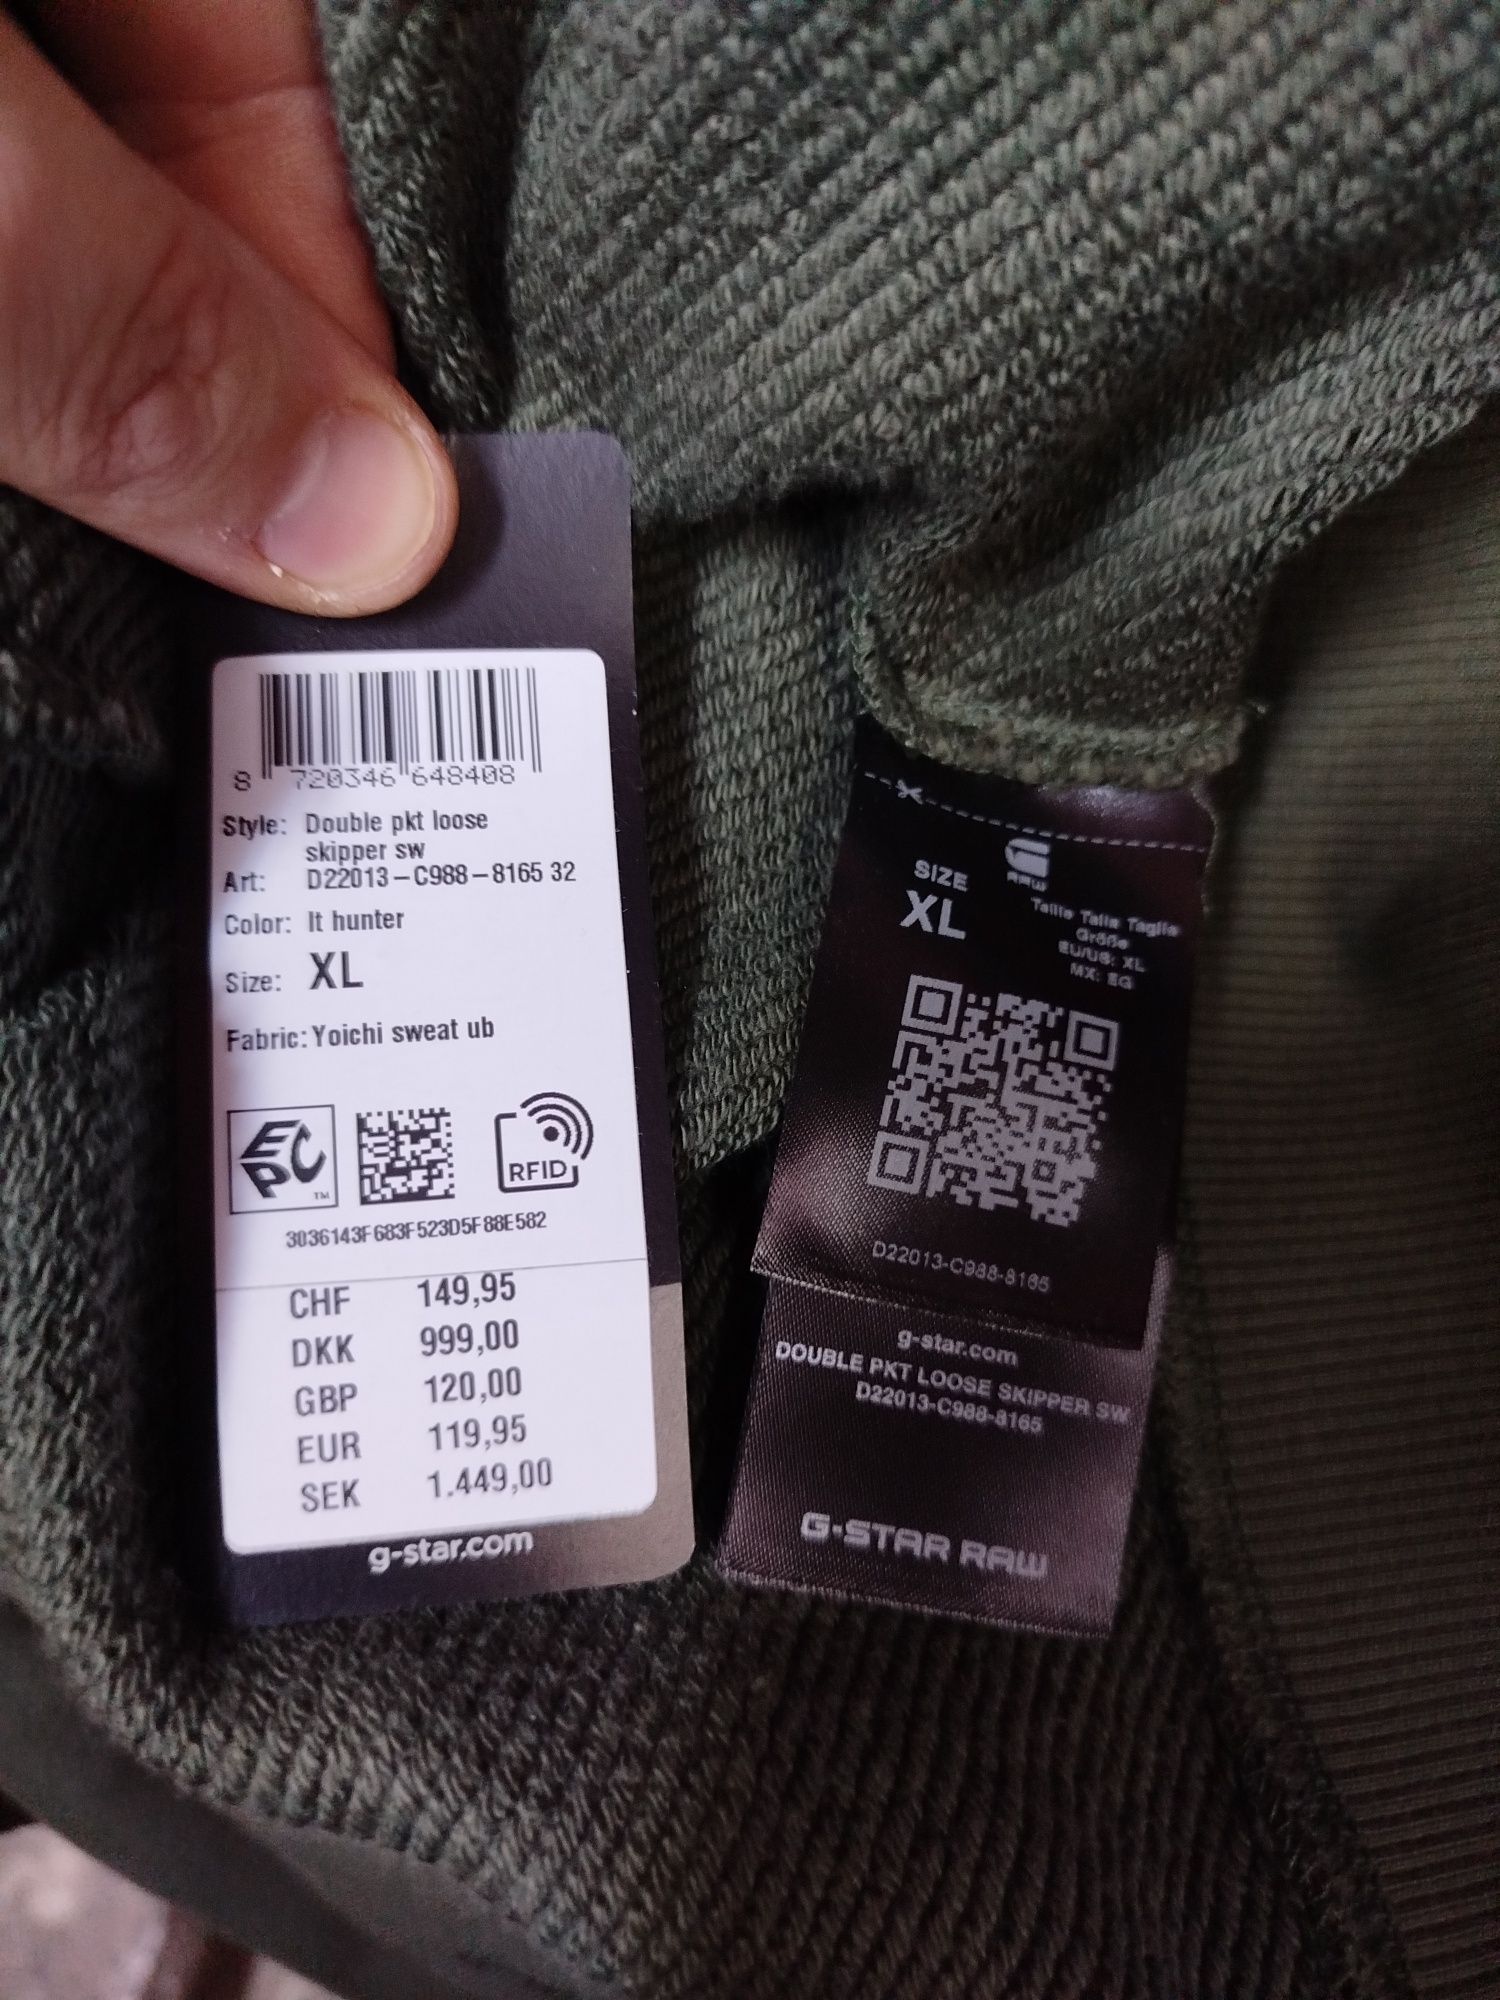 8 720346 648408
Style: Double pkt loose
skipper sw
Art: D22013-C988-8165 32
Color: lt hunter
Size: XL
Fabric: Yoichi sweat ub
EPC TM
RFID
3036143F683F523D5F88E582
CHF 149,95
DKK 999,00
GBP 120,00
EUR 119,95
SEK 1.449,00
g-star.com
RAW
SIZE
XL
Taille Talla Taglia
Größe
EU/US: XL
MX: EG
D22013-C988-8165
g-star.com
DOUBLE PKT LOOSE SKIPPER SW
D22013-C988-8165
G-STAR RAW